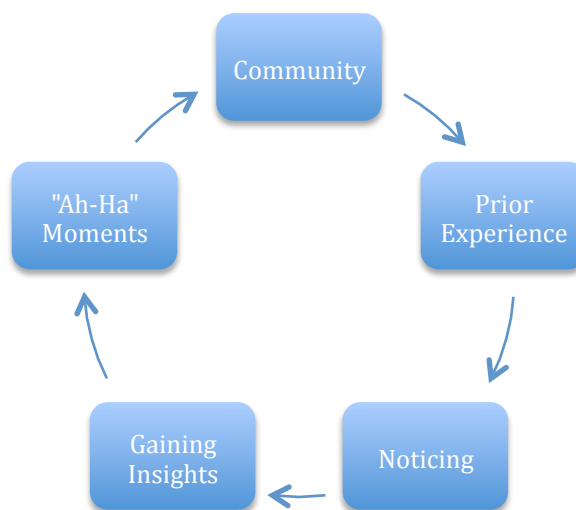 Community
Prior
Experience
Noticing
Gaining
Insights
"Ah-Ha"
Moments